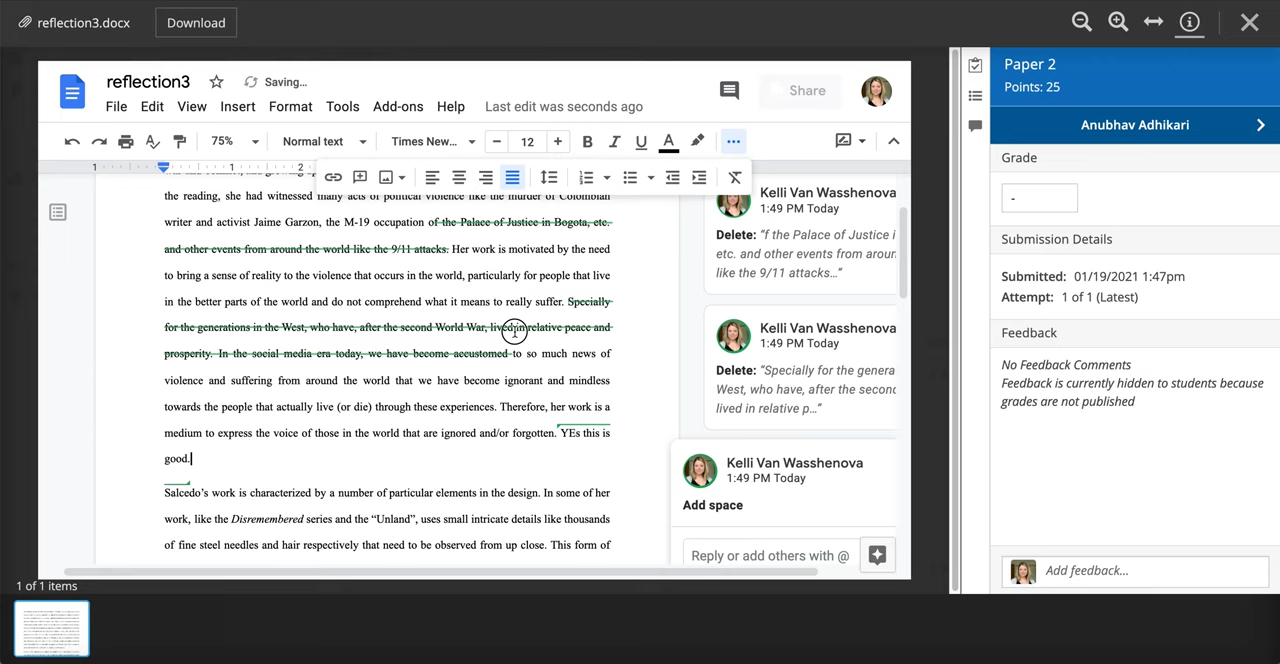 reflection3.docx
Download
reflection3
Saving...
File Edit View Insert Format Tools Add-ons Help Last edit was seconds ago
Share
75% Normal text Times New... 12 B I U A
1 1 2
the reading, she had witnessed many acts of political violence like the murder of Colombian
writer and activist Jaime Garzon, the M-19 occupation of the Palace of Justice in Bogota, etc.
and other events from around the world like the 9/11 attacks. Her work is motivated by the need
to bring a sense of reality to the violence that occurs in the world, particularly for people that live
in the better parts of the world and do not comprehend what it means to really suffer. Specially
for the generations in the West, who have, after the second World War, lived in relative peace and
prosperity. In the social media era today, we have become accustomed to so much news of
violence and suffering from around the world that we have become ignorant and mindless
towards the people that actually live (or die) through these experiences. Therefore, her work is a
medium to express the voice of those in the world that are ignored and/or forgotten. YEs this is
good.
Salcedo's work is characterized by a number of particular elements in the design. In some of her
work, like the Disremembered series and the “Unland”, uses small intricate details like thousands
of fine steel needles and hair respectively that need to be observed from up close. This form of
Kelli Van Wasshenova
1:49 PM Today
Delete: “f the Palace of Justice i
etc. and other events from arour
like the 9/11 attacks...”
Kelli Van Wasshenova
1:49 PM Today
Delete: “Specially for the genera
West, who have, after the second
lived in relative p...”
Kelli Van Wasshenova
1:49 PM Today
Add space
Reply or add others with @
1 of 1 items
Paper 2
Points: 25
Anubhav Adhikari
Grade
-
Submission Details
Submitted: 01/19/2021 1:47pm
Attempt: 1 of 1 (Latest)
Feedback
No Feedback Comments
Feedback is currently hidden to students because
grades are not published
Add feedback...